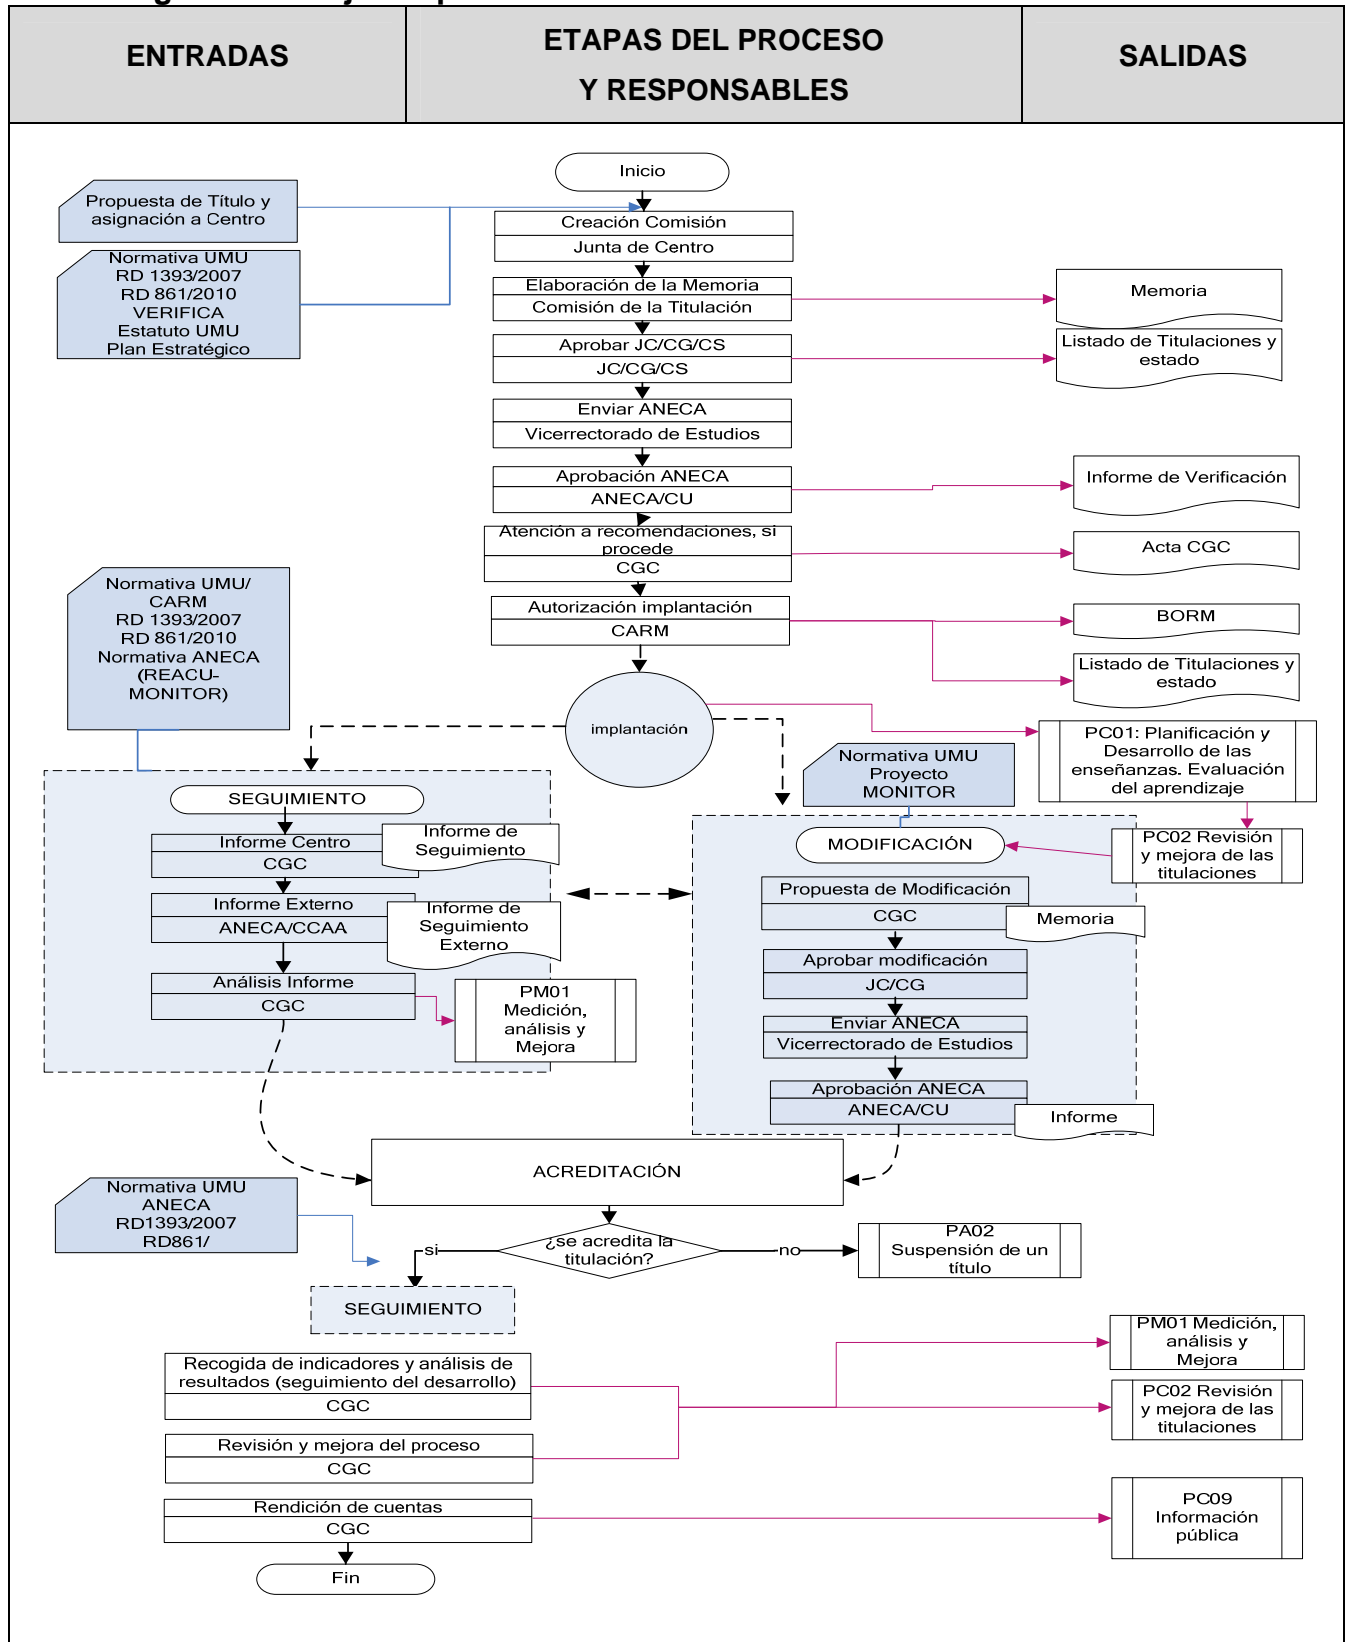 ENTRADAS
ETAPAS DEL PROCESO
Y RESPONSABLES
SALIDAS
Inicio
Propuesta de Título y
asignación a Centro
Creación Comisión
Junta de Centro
Normativa UMU
RD 1393/2007
RD 861/2010
VERIFICA
Estatuto UMU
Plan Estratégico
Elaboración de la Memoria
Comisión de la Titulación
Memoria
Aprobar JC/CG/CS
JC/CG/CS
Listado de Titulaciones y
estado
Enviar ANECA
Vicerrectorado de Estudios
Aprobación ANECA
ANECA/CU
Informe de Verificación
Atención a recomendaciones, si
procede
CGC
Acta CGC
Normativa UMU/
CARM
RD 1393/2007
RD 861/2010
Normativa ANECA
(REACU-
MONITOR)
Autorización implantación
CARM
BORM
Listado de Titulaciones y
estado
implantación
PC01: Planificación y
Desarrollo de las
enseñanzas. Evaluación
del aprendizaje
Normativa UMU
Proyecto
MONITOR
SEGUIMIENTO
Informe Centro
CGC
Informe de
Seguimiento
Informe Externo
ANECA/CCAA
Informe de
Seguimiento
Externo
Análisis Informe
CGC
PM01
Medición,
análisis y
Mejora
MODIFICACIÓN
PC02 Revisión
y mejora de las
titulaciones
Propuesta de Modificación
CGC
Memoria
Aprobar modificación
JC/CG
Enviar ANECA
Vicerrectorado de Estudios
Aprobación ANECA
ANECA/CU
Informe
ACREDITACIÓN
Normativa UMU
ANECA
RD1393/2007
RD861/
¿se acredita la
titulación?
si
no
PA02
Suspensión de un
título
SEGUIMIENTO
Recogida de indicadores y análisis de
resultados (seguimiento del desarrollo)
CGC
PM01 Medición,
análisis y
Mejora
PC02 Revisión
y mejora de las
titulaciones
Revisión y mejora del proceso
CGC
Rendición de cuentas
CGC
PC09
Información
pública
Fin